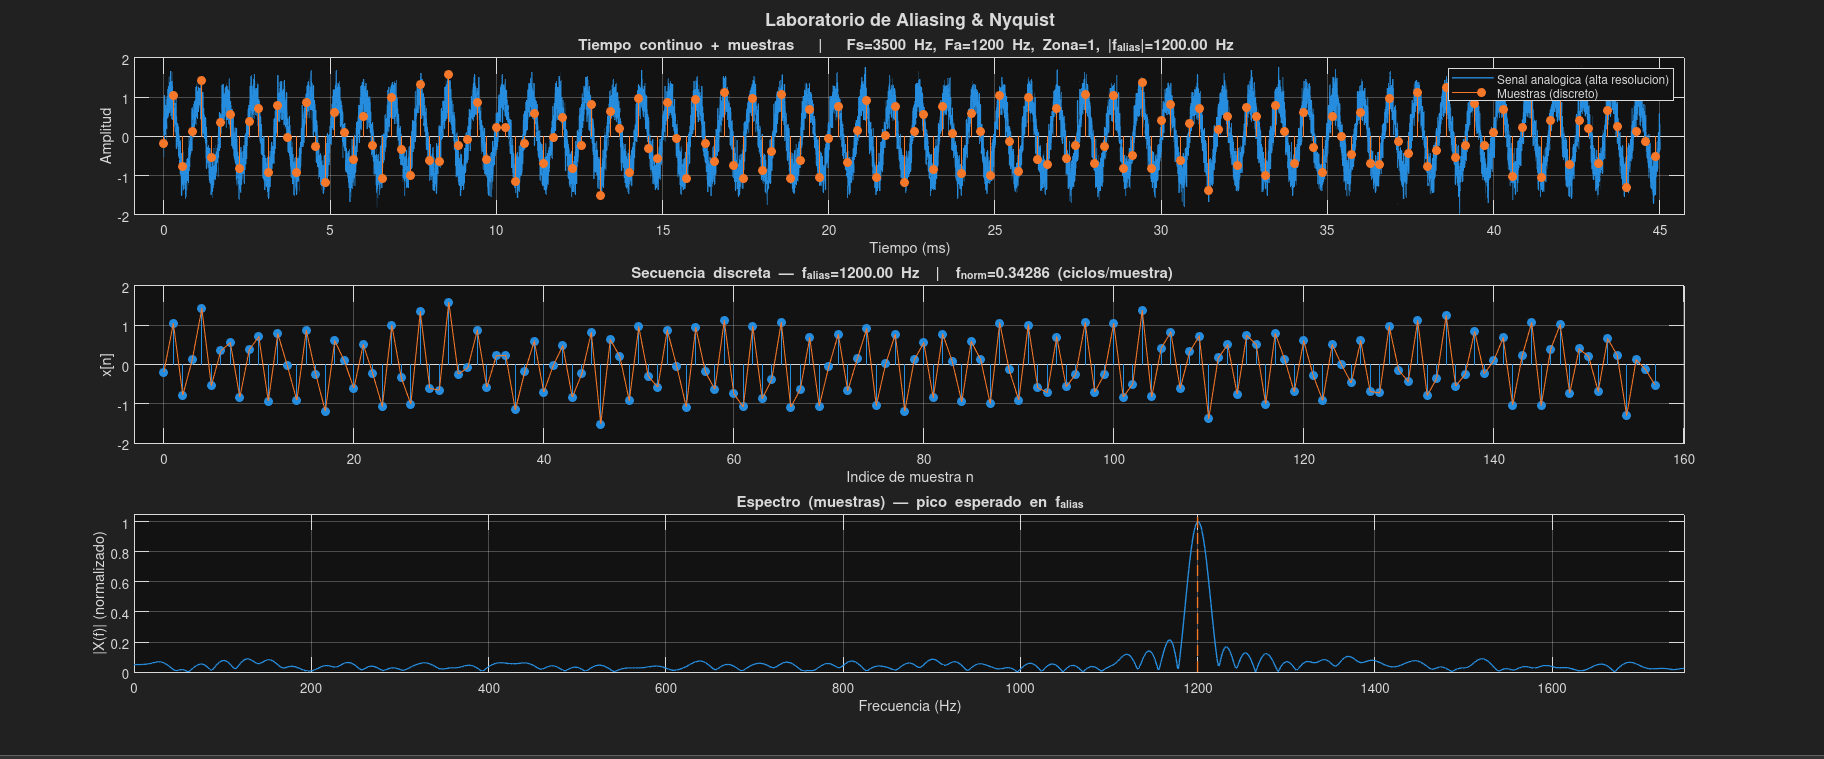 Laboratorio de Aliasing & Nyquist
Tiempo continuo + muestras | Fs=3500 Hz, Fa=1200 Hz, Zona=1, |falias|=1200.00 Hz
Senal analogica (alta resolucion)
Muestras (discreto)
Amplitud
2
1
0
-1
-2
0 5 10 15 20 25 30 35 40 45
Tiempo (ms)
Secuencia discreta — falias=1200.00 Hz | fnorm=0.34286 (ciclos/muestra)
x[n]
2
1
0
-1
-2
0 20 40 60 80 100 120 140 160
Indice de muestra n
Espectro (muestras) — pico esperado en falias
|X(f)| (normalizado)
1
0.8
0.6
0.4
0.2
0
0 200 400 600 800 1000 1200 1400 1600
Frecuencia (Hz)